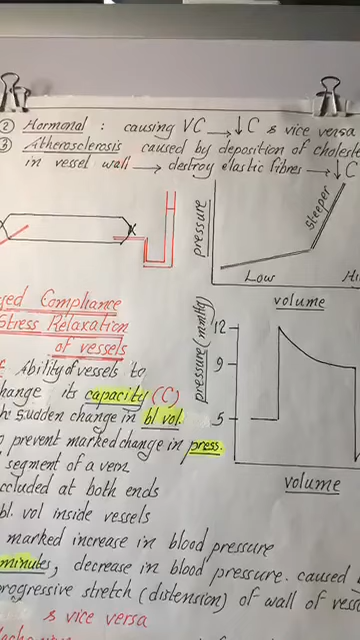 ② Hormonal : causing VC → ↓ C & vice versa
③ Atherosclerosis caused by deposition of choleste
in vessel wall → destroy elastic fibres → ↓ C
pressure
Steeper
Low
volume
yed Compliance
Stress Relaxation
of vessels
Ability of vessels to
hange its capacity (C)
sudden change in bl vol.
prevent marked change in press.
segment of a vein
ccluded at both ends
bl. vol inside vessels
marked increase in blood pressure
minutes, decrease in blood pressure. caused
progressive stretch (distension) of wall of vess
& vice versa
pressure (mmHg)
12
9
5
volume